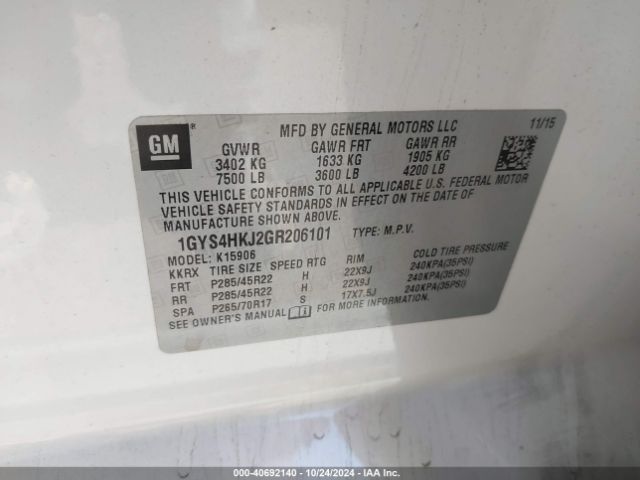 GM ®
MFD BY GENERAL MOTORS LLC 11/15
GVWR GAWR FRT GAWR RR
3402 KG 1633 KG 1905 KG
7500 LB 3600 LB 4200 LB
THIS VEHICLE CONFORMS TO ALL APPLICABLE U.S. FEDERAL MOTOR
VEHICLE SAFETY STANDARDS IN EFFECT ON THE DATE OF
MANUFACTURE SHOWN ABOVE.
1GYS4HKJ2GR206101 TYPE: M.P.V.
MODEL: K15906
KKRX TIRE SIZE SPEED RTG RIM COLD TIRE PRESSURE
FRT P285/45R22 H 22X9J 240KPA(35PSI)
RR P285/45R22 H 22X9J 240KPA(35PSI)
SPA P265/70R17 S 17X7.5J 240KPA(35PSI)
SEE OWNER'S MANUAL FOR MORE INFORMATION.
000-40692140 - 10/24/2024 - IAA Inc.